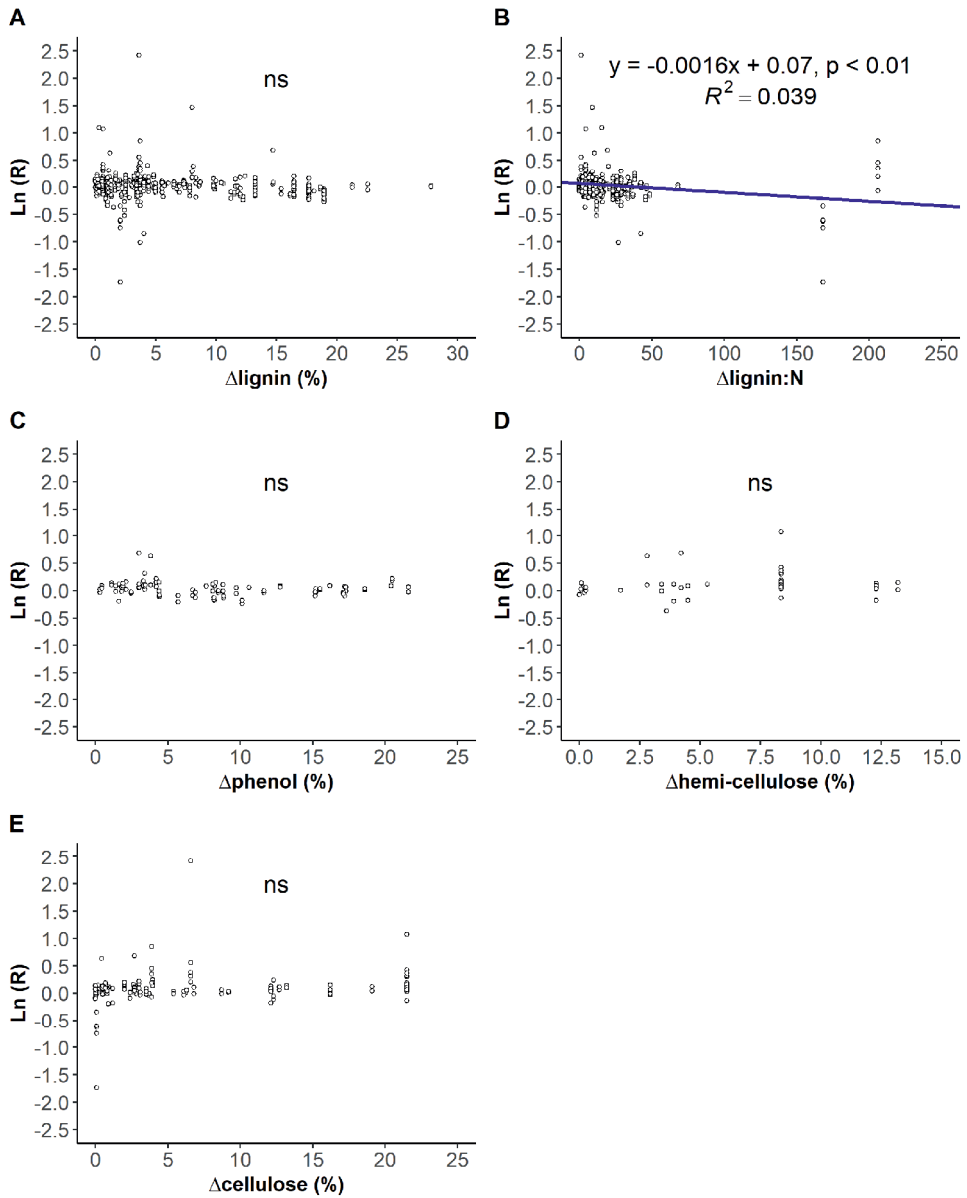 A
2.5
2.0
1.5
1.0
0.5
0.0
-0.5
-1.0
-1.5
-2.0
-2.5
Ln (R)
ns
0 5 10 15 20 25 30
Δlignin (%)
B
2.5
2.0
1.5
1.0
0.5
0.0
-0.5
-1.0
-1.5
-2.0
-2.5
Ln (R)
y = -0.0016x + 0.07, p < 0.01
R² = 0.039
0 50 100 150 200 250
Δlignin:N
C
2.5
2.0
1.5
1.0
0.5
0.0
-0.5
-1.0
-1.5
-2.0
-2.5
Ln (R)
ns
0 5 10 15 20 25
Δphenol (%)
D
2.5
2.0
1.5
1.0
0.5
0.0
-0.5
-1.0
-1.5
-2.0
-2.5
Ln (R)
ns
0.0 2.5 5.0 7.5 10.0 12.5 15.0
Δhemi-cellulose (%)
E
2.5
2.0
1.5
1.0
0.5
0.0
-0.5
-1.0
-1.5
-2.0
-2.5
Ln (R)
ns
0 5 10 15 20 25
Δcellulose (%)